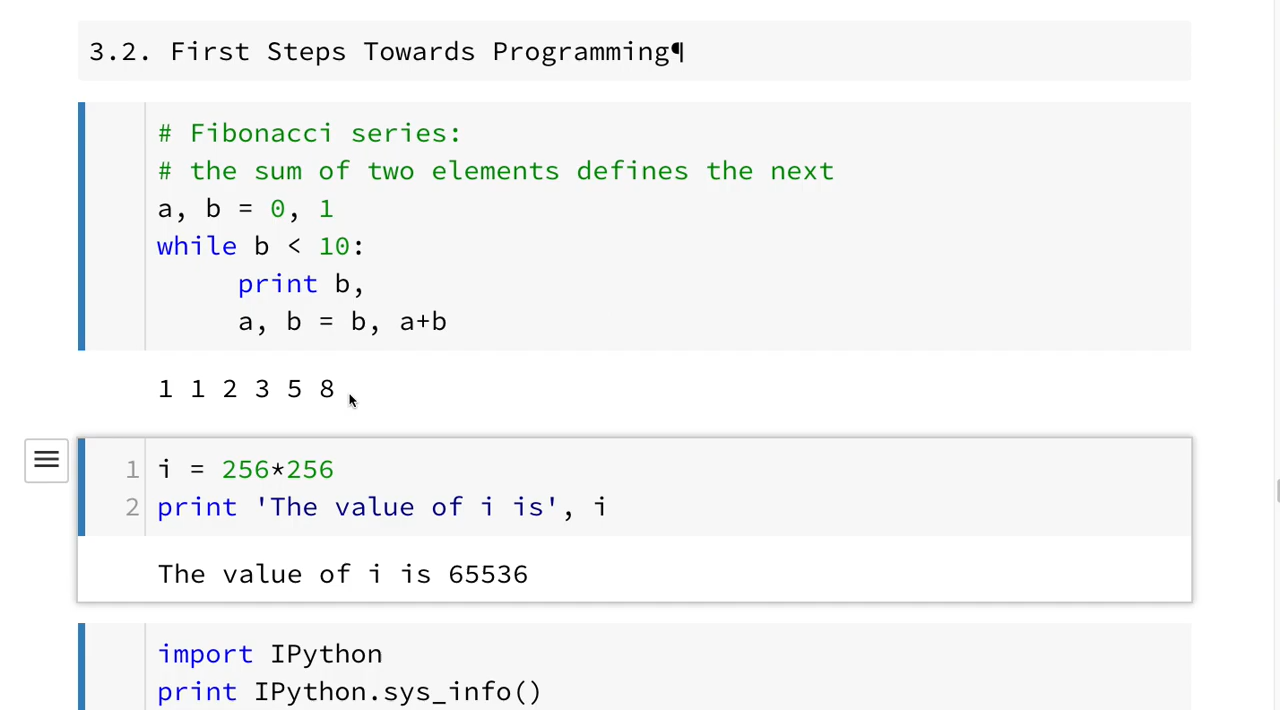 3.2. First Steps Towards Programming¶
# Fibonacci series:
# the sum of two elements defines the next
a, b = 0, 1
while b < 10:
     print b,
     a, b = b, a+b
1 1 2 3 5 8
1 i = 256*256
2 print 'The value of i is', i
The value of i is 65536
import IPython
print IPython.sys_info()